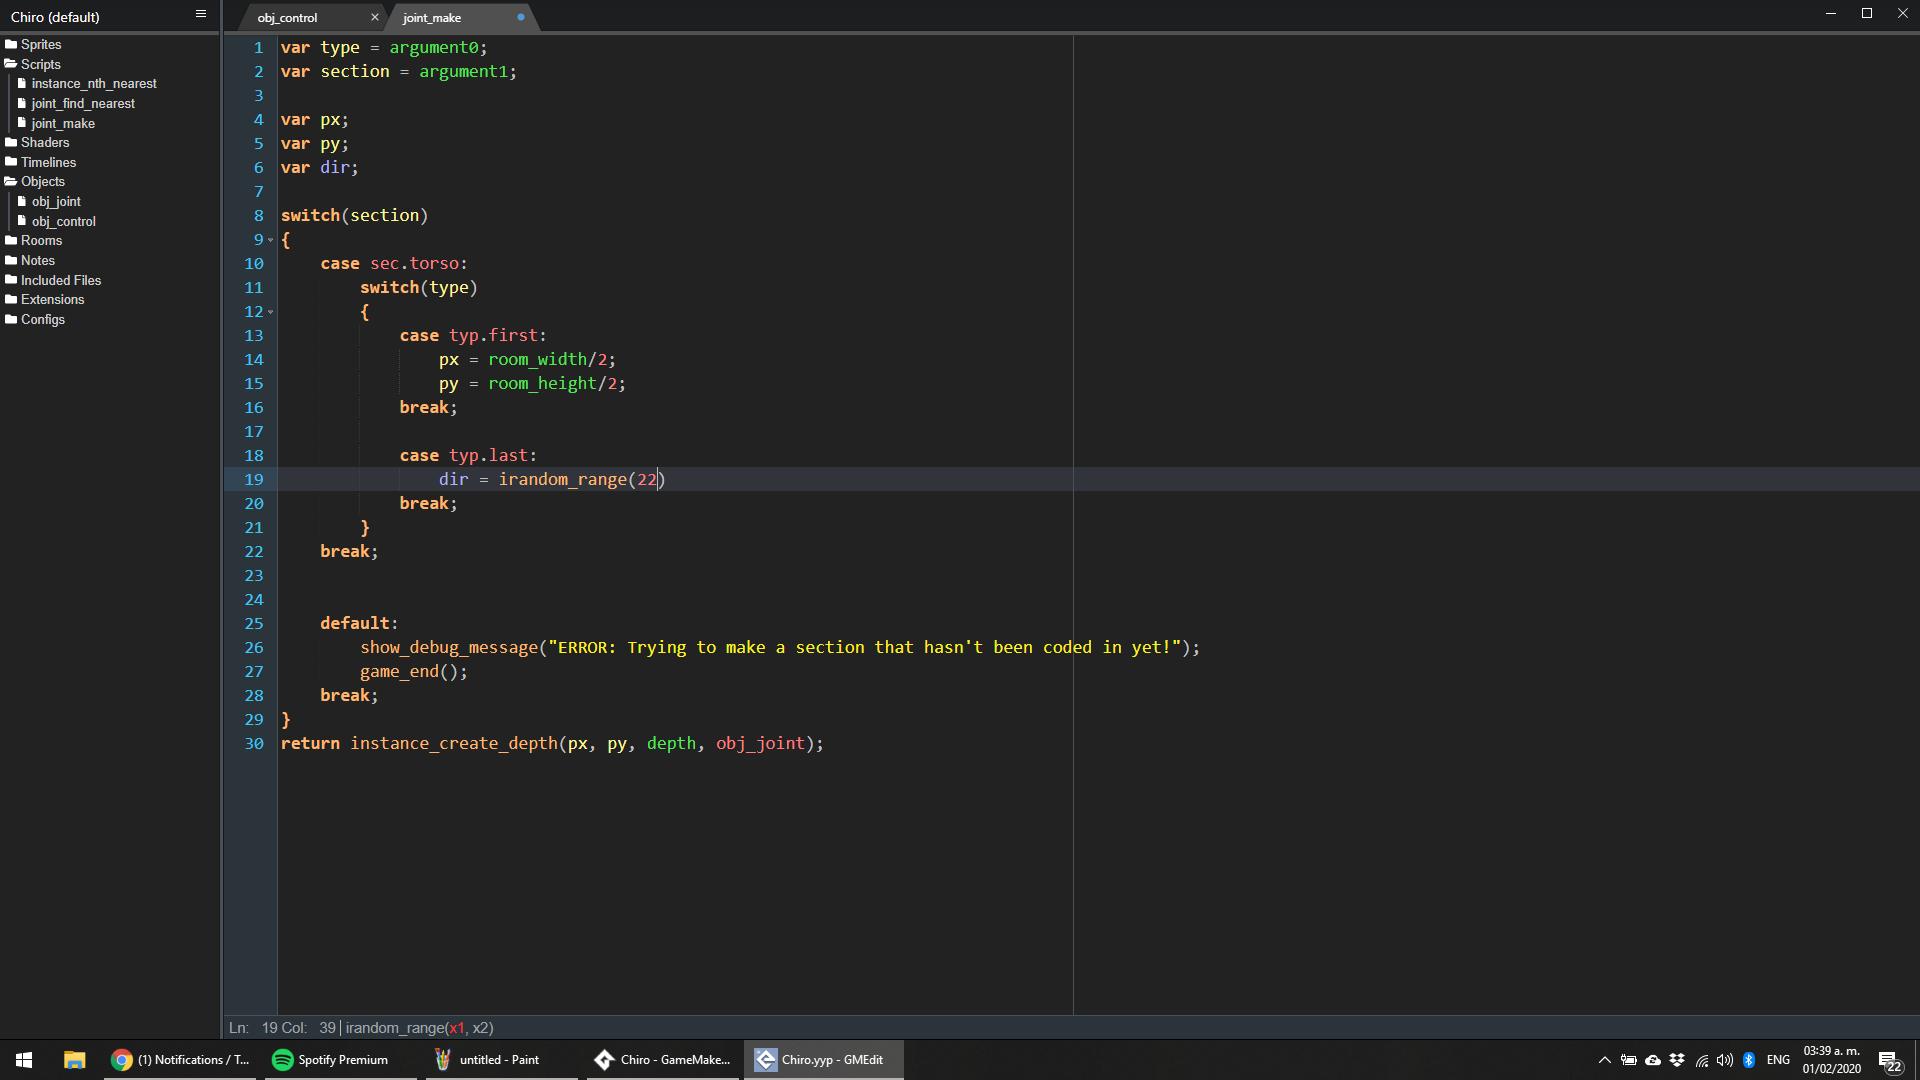 Chiro (default)
obj_control
joint_make
Sprites
Scripts
instance_nth_nearest
joint_find_nearest
joint_make
Shaders
Timelines
Objects
obj_joint
obj_control
Rooms
Notes
Included Files
Extensions
Configs
1 var type = argument0;
2 var section = argument1;
3
4 var px;
5 var py;
6 var dir;
7
8 switch(section)
9 {
10 case sec.torso:
11 switch(type)
12 {
13 case typ.first:
14 px = room_width/2;
15 py = room_height/2;
16 break;
17
18 case typ.last:
19 dir = irandom_range(22)
20 break;
21 }
22 break;
23
24
25 default:
26 show_debug_message("ERROR: Trying to make a section that hasn't been coded in yet!");
27 game_end();
28 break;
29 }
30 return instance_create_depth(px, py, depth, obj_joint);
Ln: 19 Col: 39 irandom_range(x1, x2)
(1) Notifications / T...
Spotify Premium
untitled - Paint
Chiro - GameMake...
Chiro.yyp - GMEdit
ENG
03:39 a. m.
01/02/2020
22